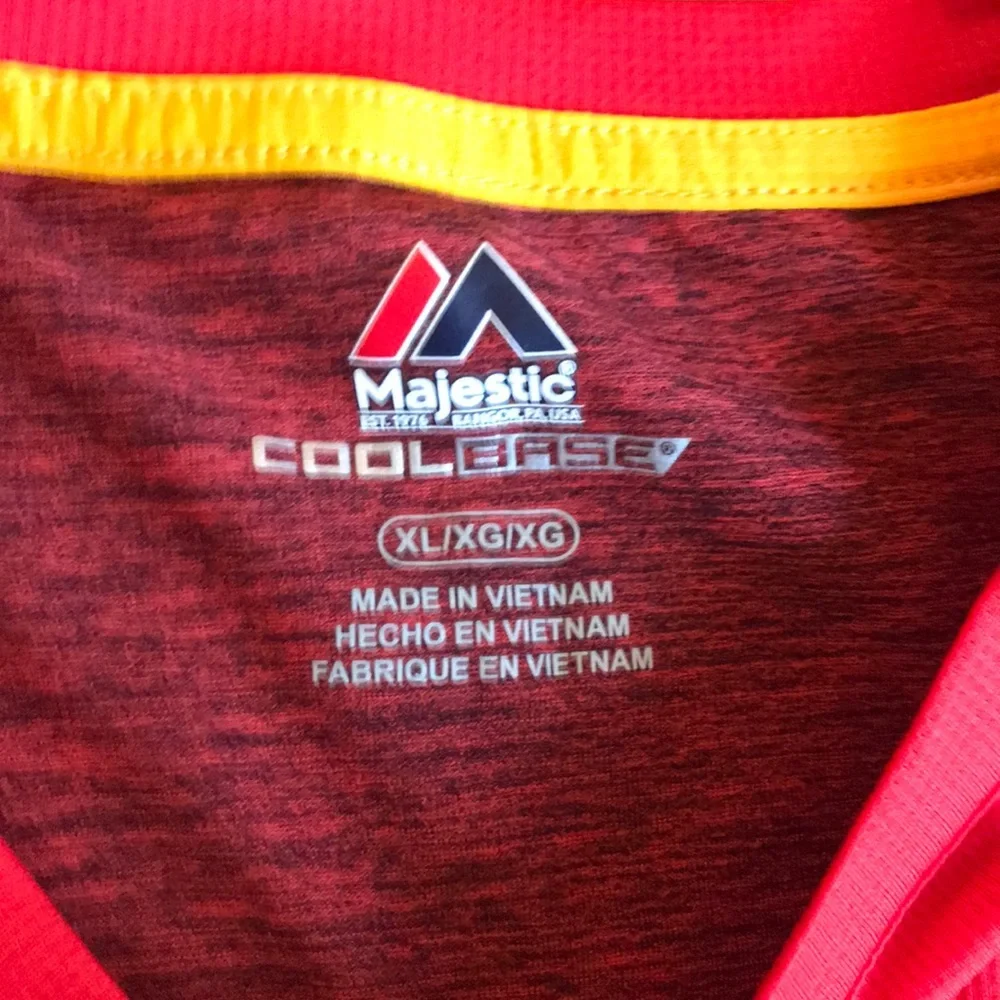 Majestic®
EST. 1976 BANGOR, PA, USA
COOLBASE®
XL/XG/XG
MADE IN VIETNAM
HECHO EN VIETNAM
FABRIQUE EN VIETNAM